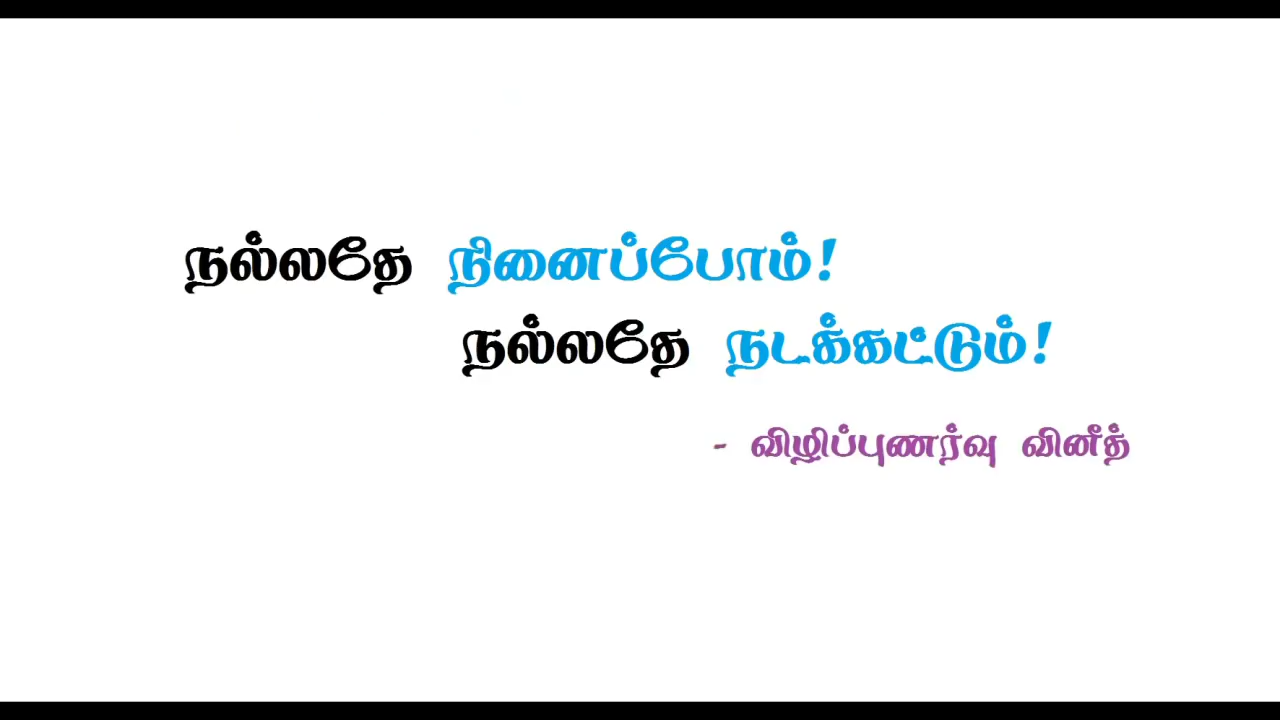 நல்லதே நினைப்போம்!
நல்லதே நடக்கட்டும்!
- விழிப்புணர்வு வினீத்